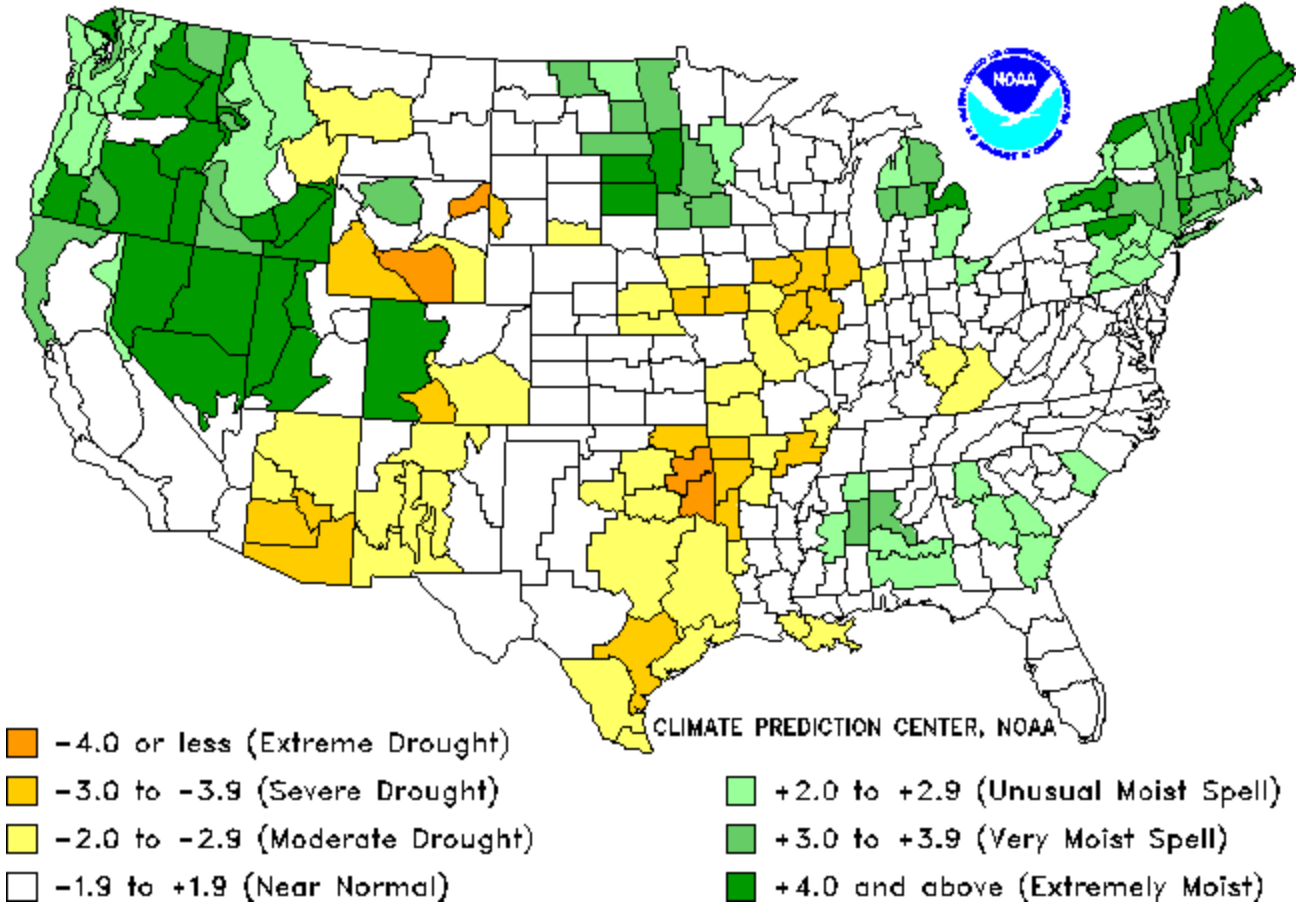 NOAA
CLIMATE PREDICTION CENTER, NOAA
-4.0 or less (Extreme Drought)
-3.0 to -3.9 (Severe Drought)
-2.0 to -2.9 (Moderate Drought)
-1.9 to +1.9 (Near Normal)
+2.0 to +2.9 (Unusual Moist Spell)
+3.0 to +3.9 (Very Moist Spell)
+4.0 and above (Extremely Moist)